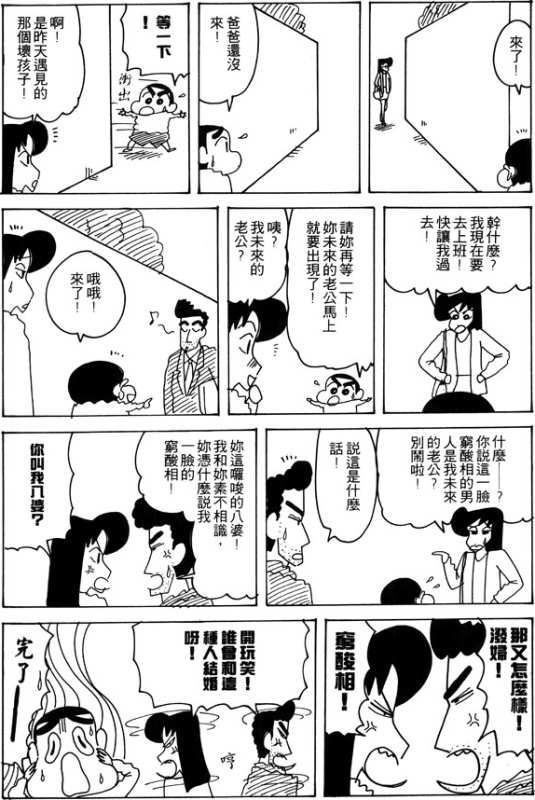 來了！
爸爸還沒
來！
等一下
！
衝出
啊！
是昨天遇見的
那個壞孩子！
幹什麼？
我現在要
去上班！
快讓我過
去！
請妳再等一下！
妳未來的老公馬上
就要出現了！
咦？
我未來的
老公？
哦哦！
來了！
什麼──？
你說這一臉
窮酸相的男
人是我未來
的老公？
別鬧啦！
說這是什麼
話！
妳這囉唆的八婆！
我和妳素不相識，
妳憑什麼說我
一臉的
窮酸相！
你叫我八婆？
那又怎麼樣！
潑婦！
窮酸相！
開玩笑！
誰會和這
種人結婚
呀！
哼
完了──